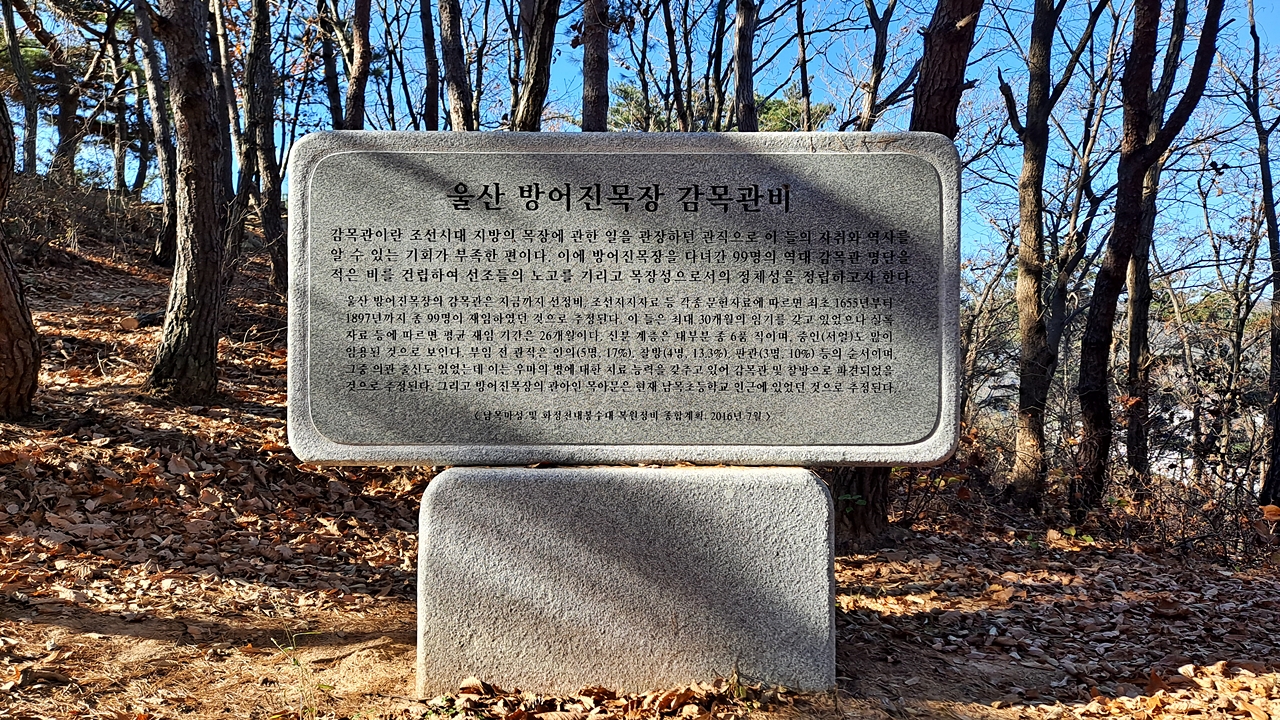 울산 방어진목장 감목관비
감목관이란 조선시대 지방의 목장에 관한 일을 관장하던 관직으로 이 들의 자취와 역사를
알 수 있는 기회가 부족한 편이다. 이에 방어진목장을 다녀간 99명의 역대 감목관 명단을
적은 비를 건립하여 선조들의 노고를 기리고 목장성으로서의 정체성을 정립하고자 한다.
울산 방어진목장의 감목관은 지금까지 선정비, 조선지지자료 등 각종 문헌자료에 따르면 최초 1655년부터
1897년까지 총 99명이 재임하였던 것으로 추정된다. 이 들은 최대 30개월의 임기를 갖고 있었으나 실록
자료 등에 따르면 평균 재임 기간은 26개월이다. 신분 계층은 대부분 종 6품 직이며, 중인(서얼)도 많이
임용된 것으로 보인다. 부임 전 관직은 인의(5명, 17%), 찰방(4명, 13.3%), 판관(3명, 10%) 등의 순서이며,
그중 의관 출신도 있었는데 이는 우마의 병에 대한 치료 능력을 갖추고 있어 감목관 및 찰방으로 파견되었을
것으로 추정된다. 그리고 방어진목장의 관아인 목아문은 현재 남목초등학교 인근에 있었던 것으로 추정된다.
《남목마성 및 화정천내봉수대 복원정비 종합계획, 2016년 7월》